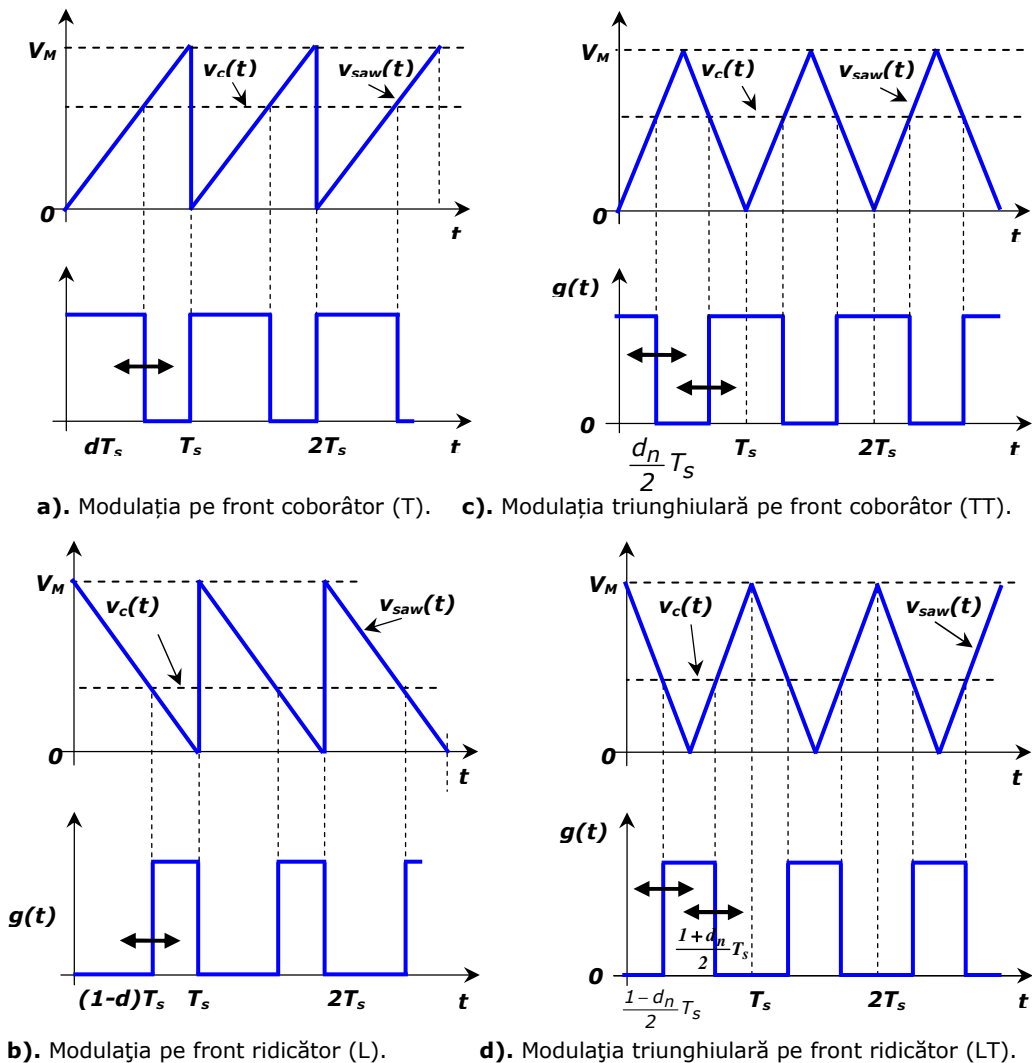 V_M
v_c(t)
v_saw(t)
0
t
dT_s
T_s
2T_s
t
a). Modulația pe front coborâtor (T).
V_M
v_c(t)
v_saw(t)
0
t
g(t)
0
d_n/2 T_s
T_s
2T_s
t
c). Modulația triunghiulară pe front coborâtor (TT).
V_M
v_c(t)
v_saw(t)
0
t
g(t)
(1-d)T_s
T_s
2T_s
t
b). Modulaţia pe front ridicător (L).
V_M
v_c(t)
v_saw(t)
0
t
g(t)
1+d_n/2 T_s
0
1-d_n/2 T_s
T_s
2T_s
t
d). Modulaţia triunghiulară pe front ridicător (LT).